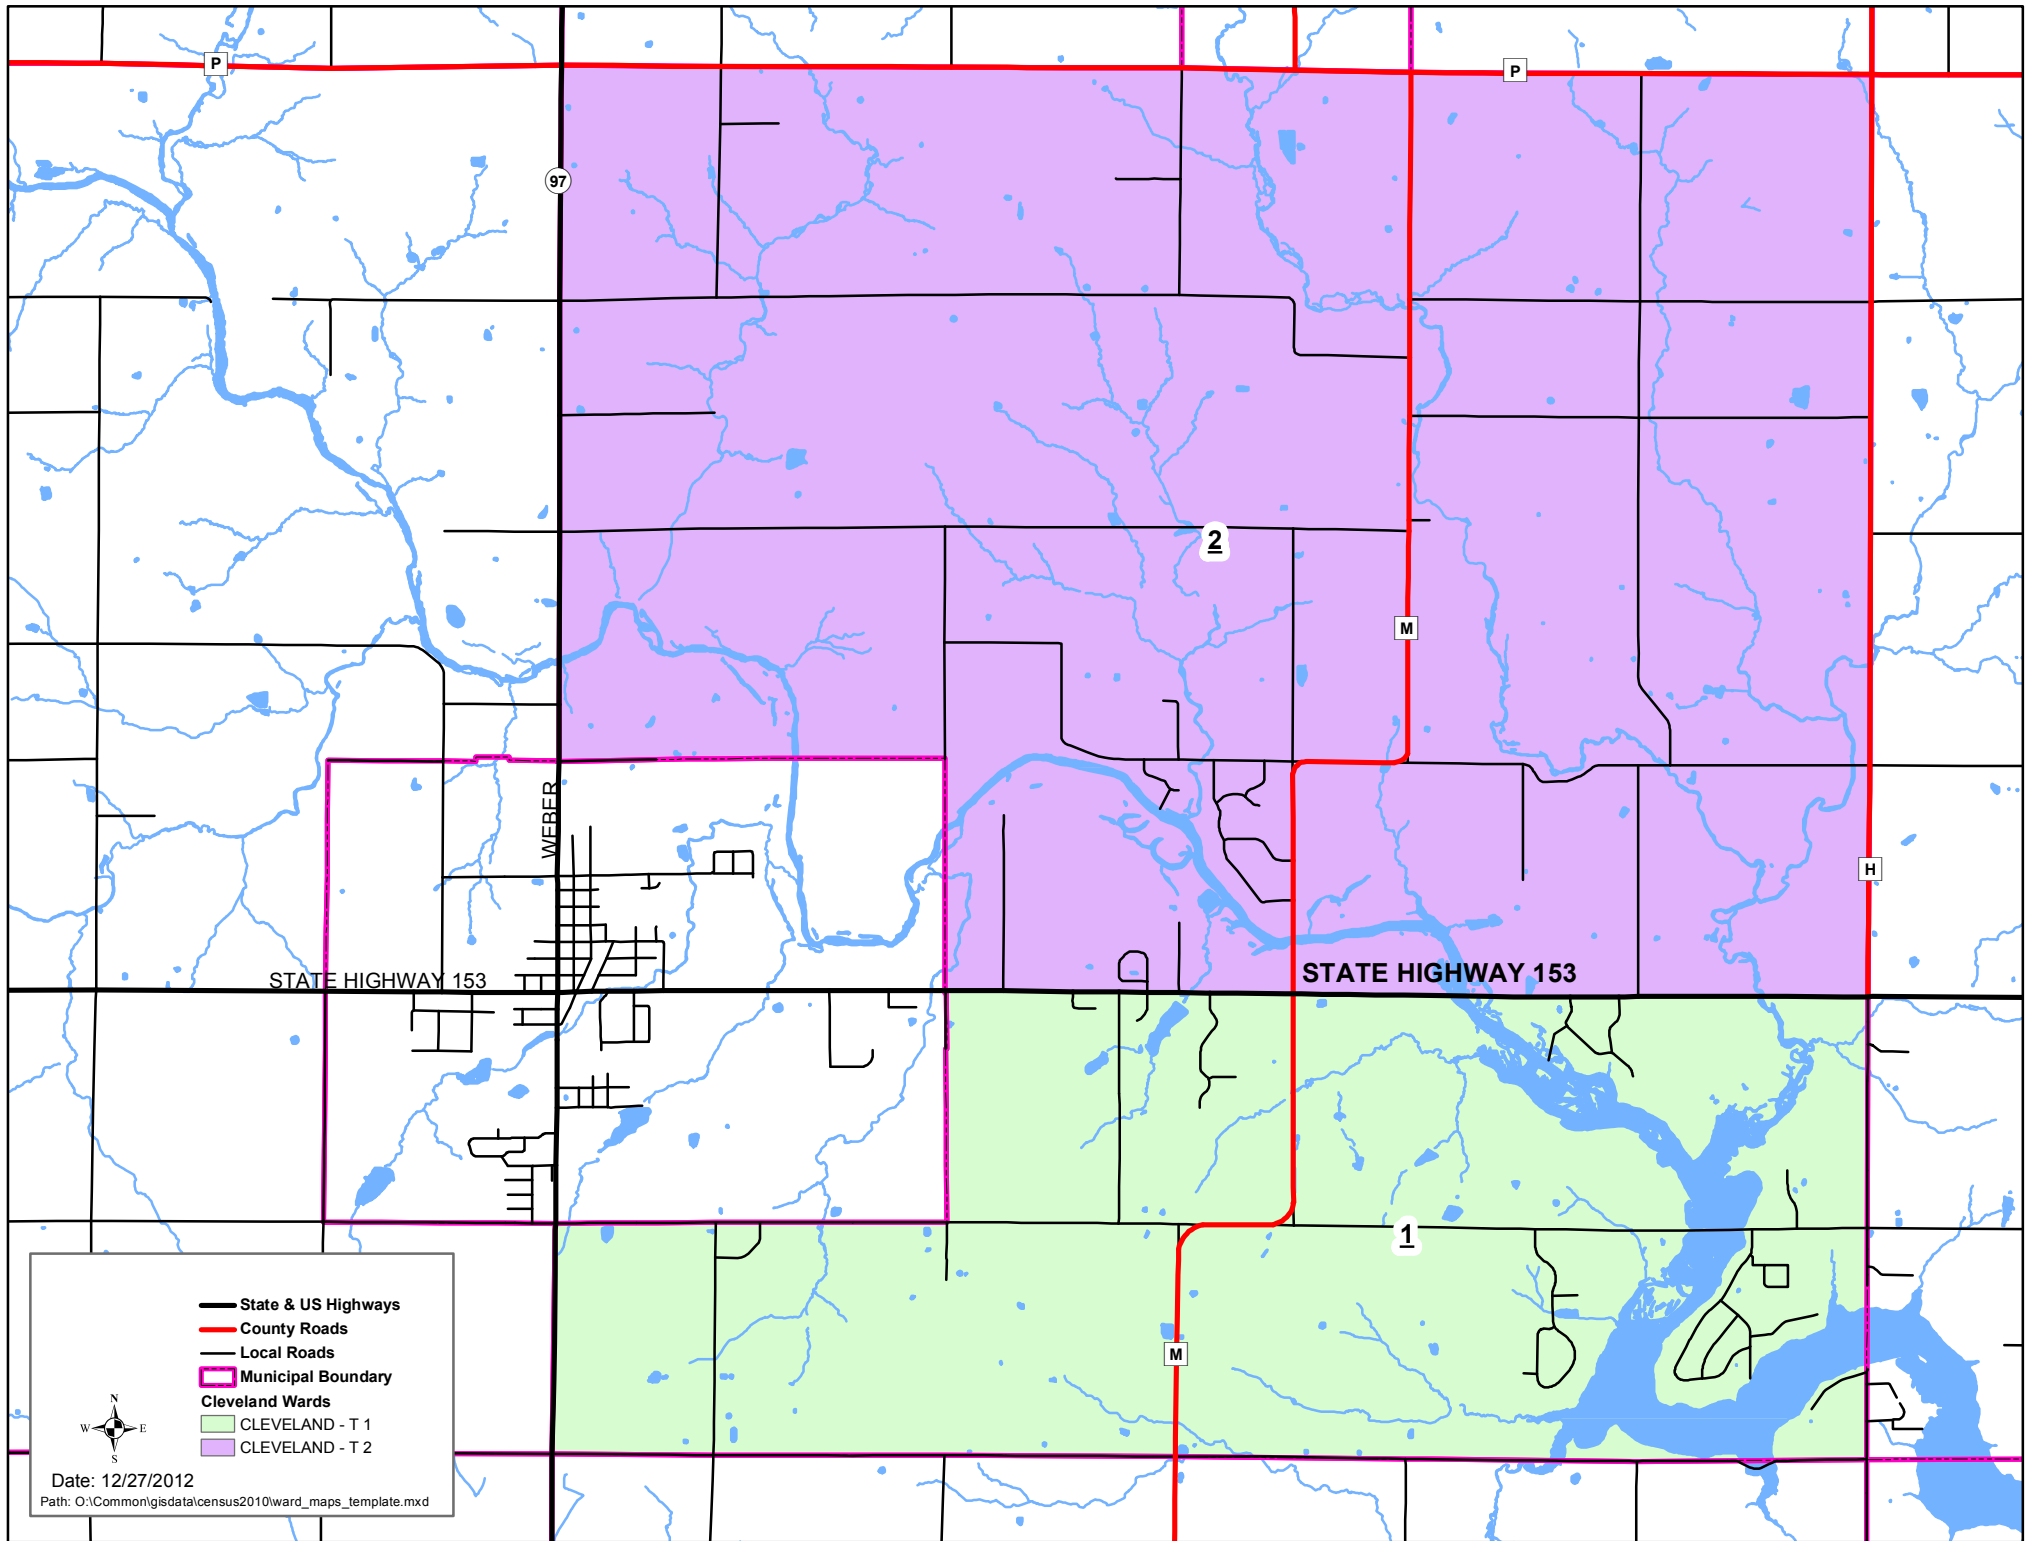 P
P
97
2
M
WEBER
H
STATE HIGHWAY 153
STATE HIGHWAY 153
1
M
State & US Highways
County Roads
Local Roads
Municipal Boundary
Cleveland Wards
CLEVELAND - T 1
CLEVELAND - T 2
N
W E
S
Date: 12/27/2012
Path: O:\Common\gisdata\census2010\ward_maps_template.mxd